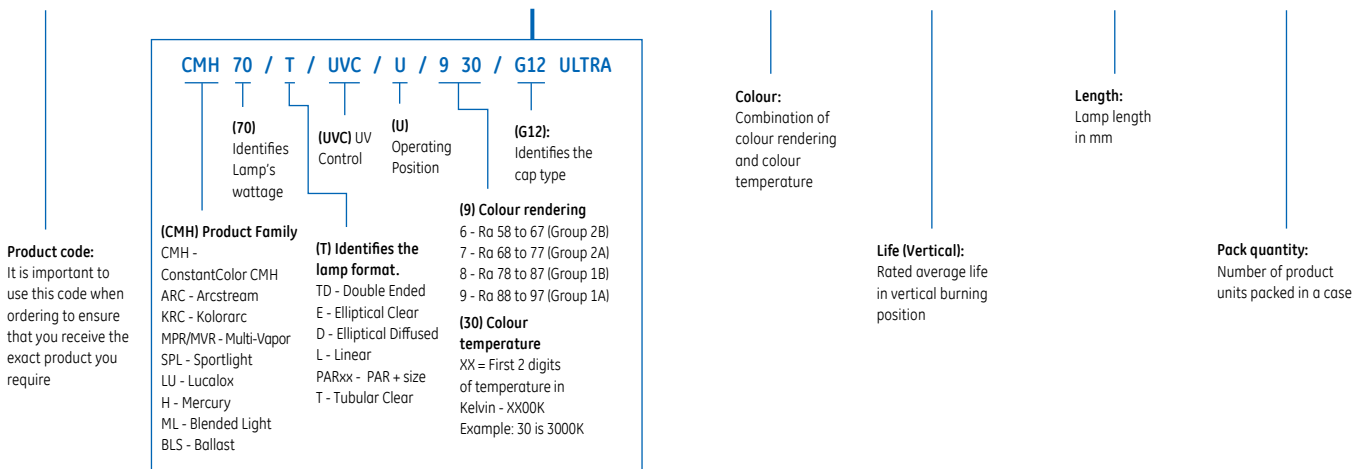 CMH 70 / T / UVC / U / 9 30 / G12 ULTRA
(70)
Identifies
Lamp's
wattage
(UVC) UV
Control
(U)
Operating
Position
(G12):
Identifies the
cap type
(CMH) Product Family
CMH -
ConstantColor CMH
ARC - Arcstream
KRC - Kolorarc
MPR/MVR - Multi-Vapor
SPL - Sportlight
LU - Lucalox
H - Mercury
ML - Blended Light
BLS - Ballast
(T) Identifies the
lamp format.
TD - Double Ended
E - Elliptical Clear
D - Elliptical Diffused
L - Linear
PARxx - PAR + size
T - Tubular Clear
(9) Colour rendering
6 - Ra 58 to 67 (Group 2B)
7 - Ra 68 to 77 (Group 2A)
8 - Ra 78 to 87 (Group 1B)
9 - Ra 88 to 97 (Group 1A)
(30) Colour
temperature
XX = First 2 digits
of temperature in
Kelvin - XX00K
Example: 30 is 3000K
Product code:
It is important to
use this code when
ordering to ensure
that you receive the
exact product you
require
Colour:
Combination of
colour rendering
and colour
temperature
Life (Vertical):
Rated average life
in vertical burning
position
Length:
Lamp length
in mm
Pack quantity:
Number of product
units packed in a case